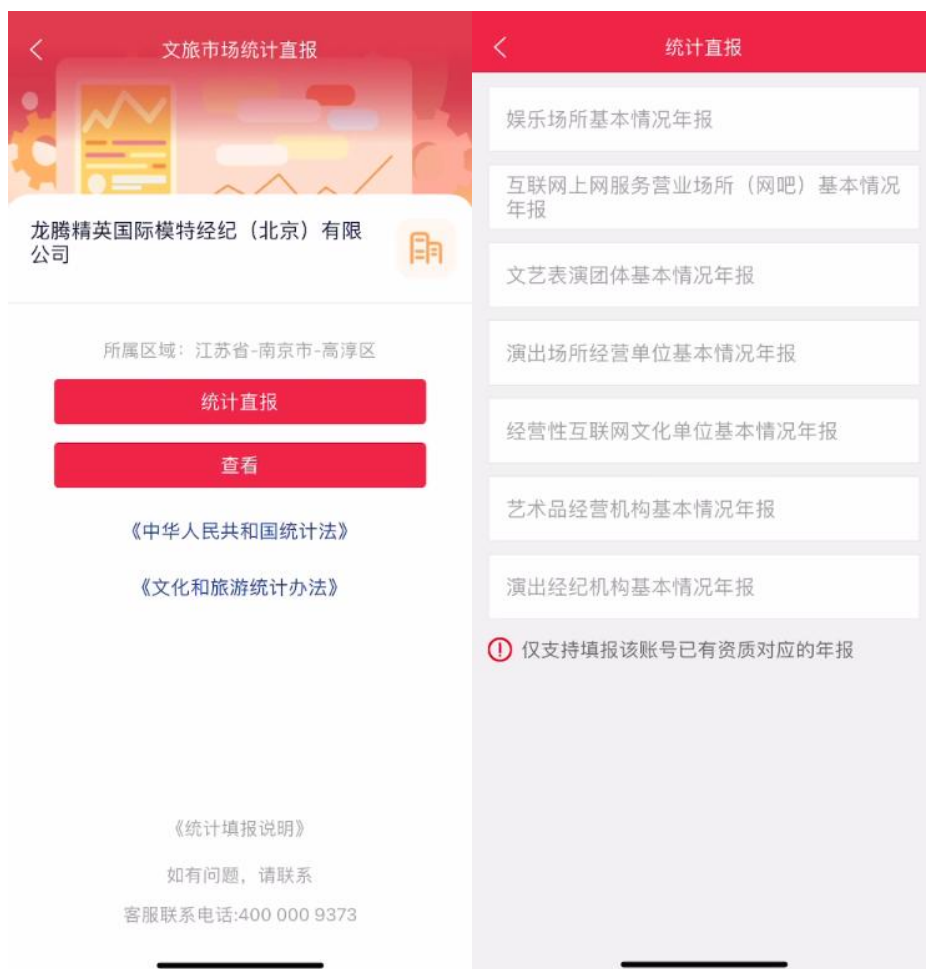 文旅市场统计直报
龙腾精英国际模特经纪（北京）有限
公司
所属区域：江苏省-南京市-高淳区
统计直报
查看
《中华人民共和国统计法》
《文化和旅游统计办法》
《统计填报说明》
如有问题，请联系
客服联系电话:400 000 9373
统计直报
娱乐场所基本情况年报
互联网上网服务营业场所（网吧）基本情况
年报
文艺表演团体基本情况年报
演出场所经营单位基本情况年报
经营性互联网文化单位基本情况年报
艺术品经营机构基本情况年报
演出经纪机构基本情况年报
仅支持填报该账号已有资质对应的年报